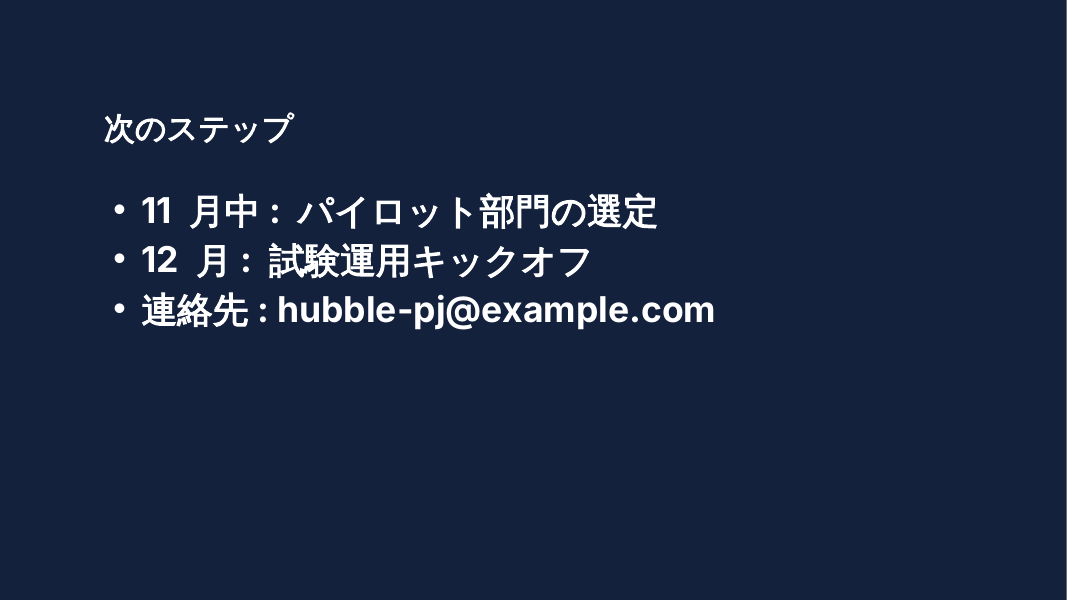 次のステップ
• 11 月中 : パイロット部門の選定
• 12 月 : 試験運用キックオフ
• 連絡先 : hubble-pj@example.com